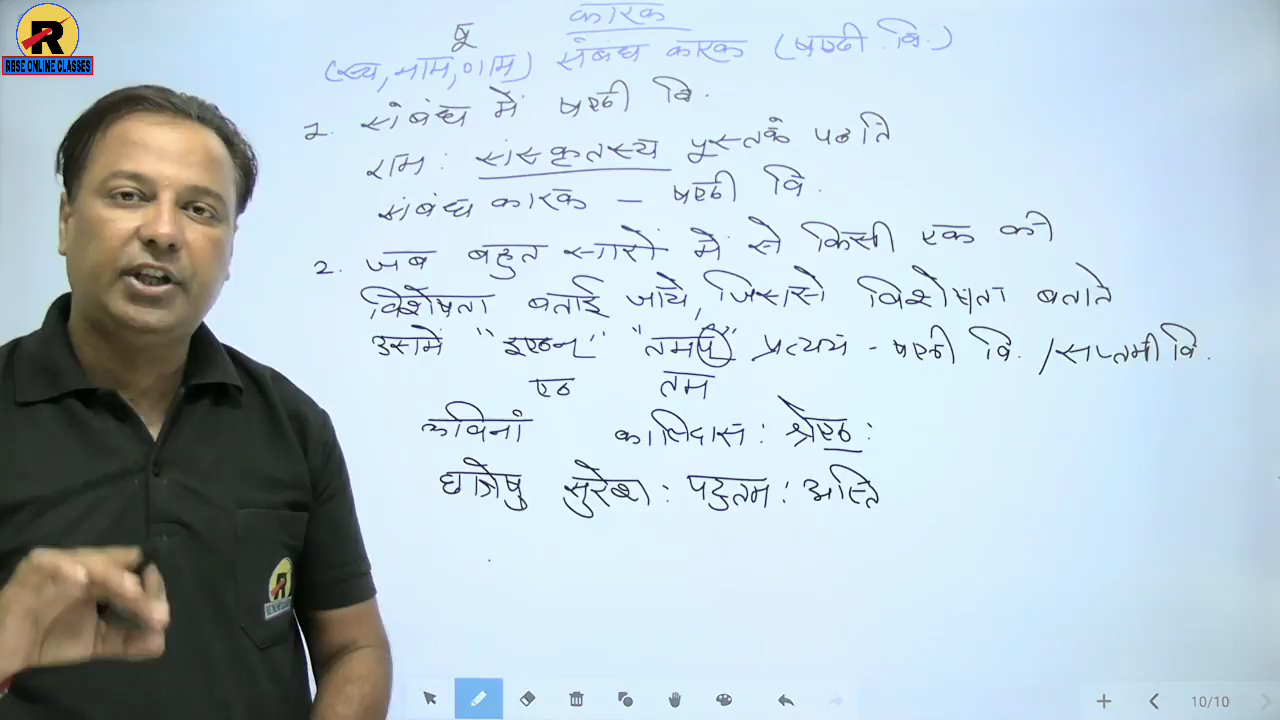 R
RBSE ONLINE CLASSES
कारक
षू
(स्य, नाम, णाम) संबंध कारक (षष्ठी .वि.)
1. संबंध में षष्ठी वि.
राम: संस्कृतस्य पुस्तकं पठति
संबंध कारक – षष्ठी वि.
2. जब बहुत सारों में से किसी एक की
विशेषता बताई जाये, जिससे विशेषता बताते
उसमें "इष्ठन्" "तमप्" प्रत्यय - षष्ठी वि. /सप्तमी वि.
ष्ठ तम
कविनां कालिदास: श्रेष्ठ:
छात्रेषु सुरेश: पटुतम: अस्ति
R
10/10